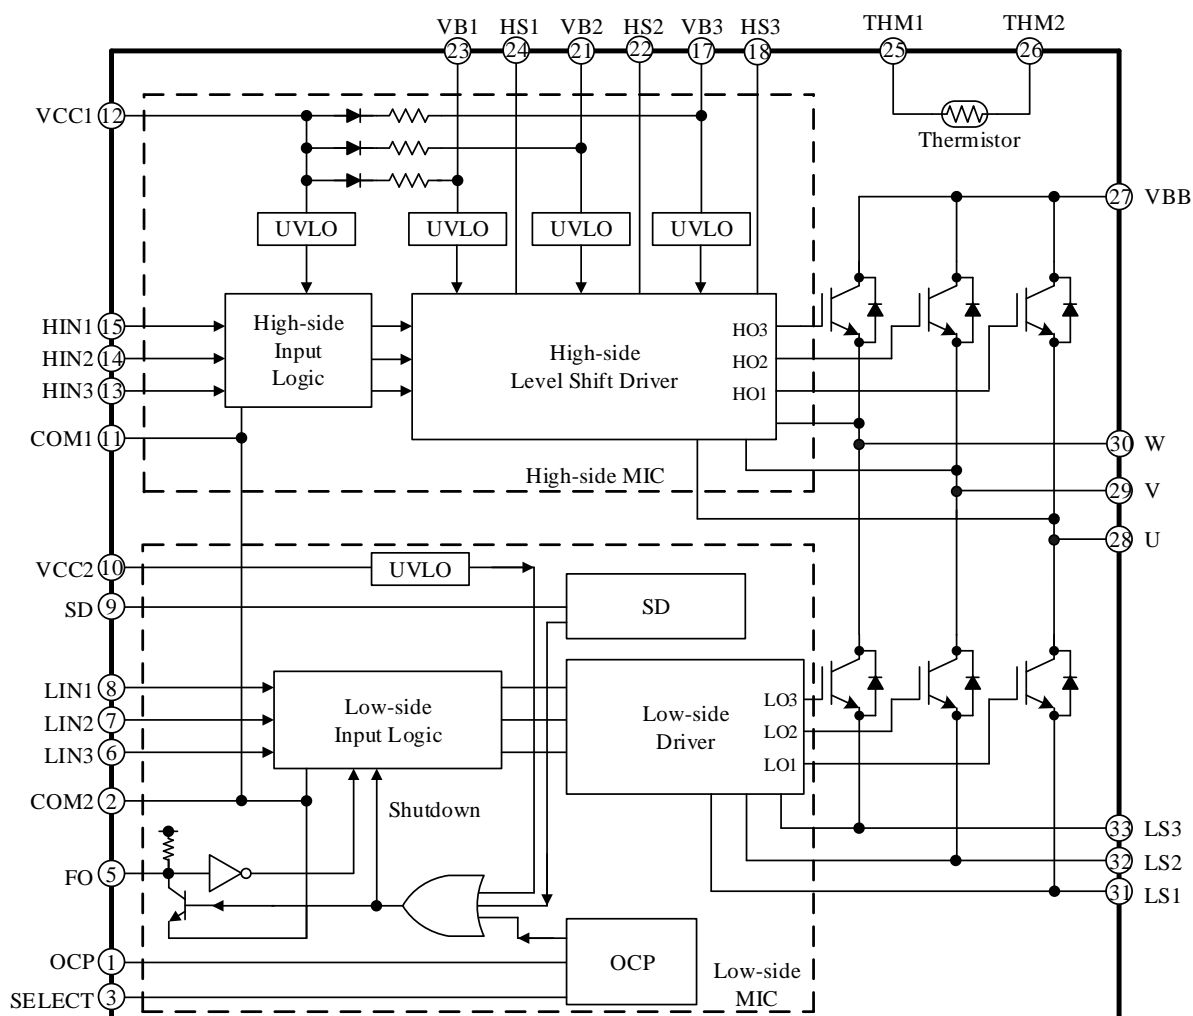 VB1 HS1 VB2 HS2 VB3 HS3 THM1 THM2
23 24 21 22 17 18 25 26
VCC1 12
Thermistor
27 VBB
UVLO UVLO UVLO UVLO
HIN1 15
HIN2 14
HIN3 13
High-side
Input
Logic
High-side
Level Shift Driver
HO3
HO2
HO1
COM1 11
30 W
High-side MIC
29 V
28 U
VCC2 10
UVLO
SD 9
SD
LIN1 8
LIN2 7
LIN3 6
Low-side
Input Logic
Low-side
Driver
LO3
LO2
LO1
COM2 2
Shutdown
33 LS3
32 LS2
31 LS1
FO 5
OCP 1
OCP
Low-side
MIC
SELECT 3